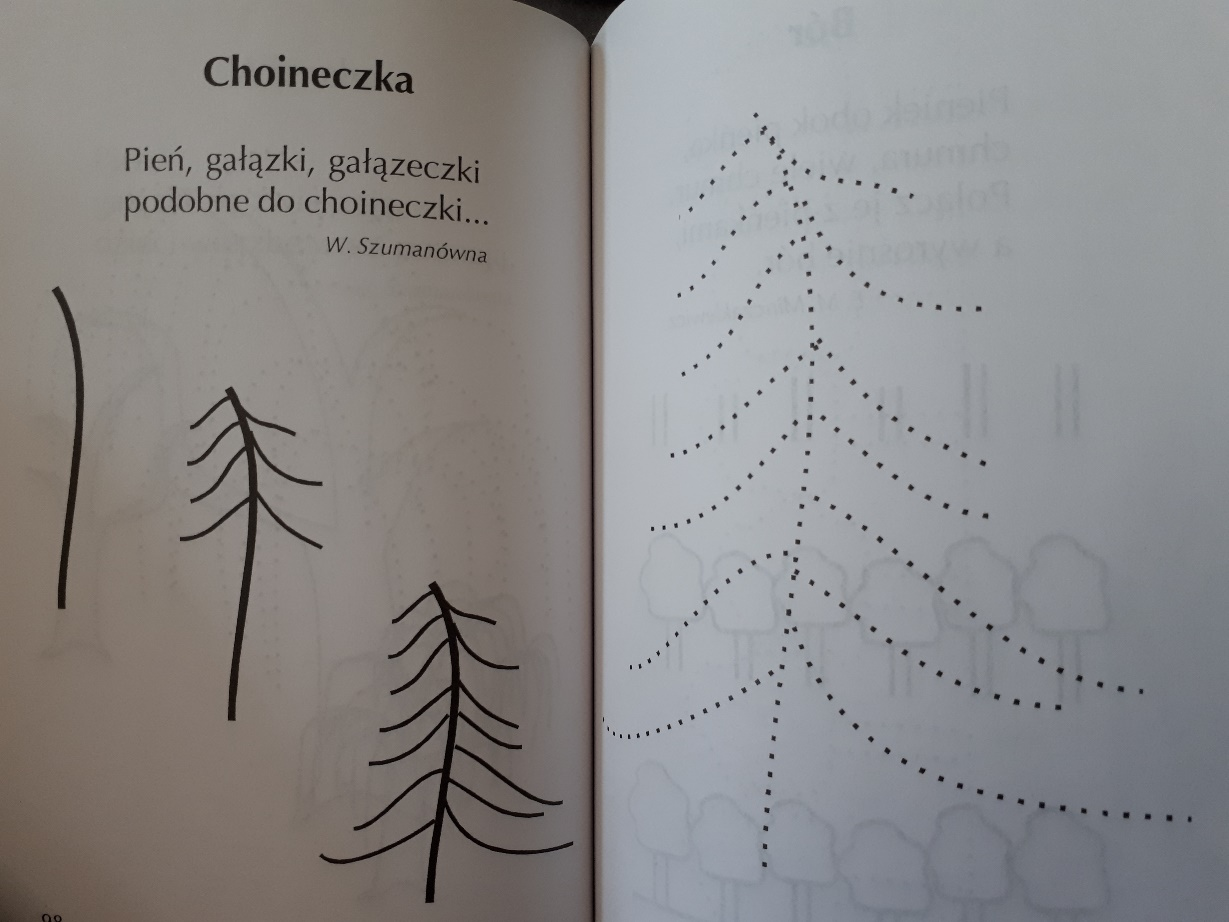 Choineczka
Pień, gałązki, gałązeczki
podobne do choineczki...
W. Szumanówna